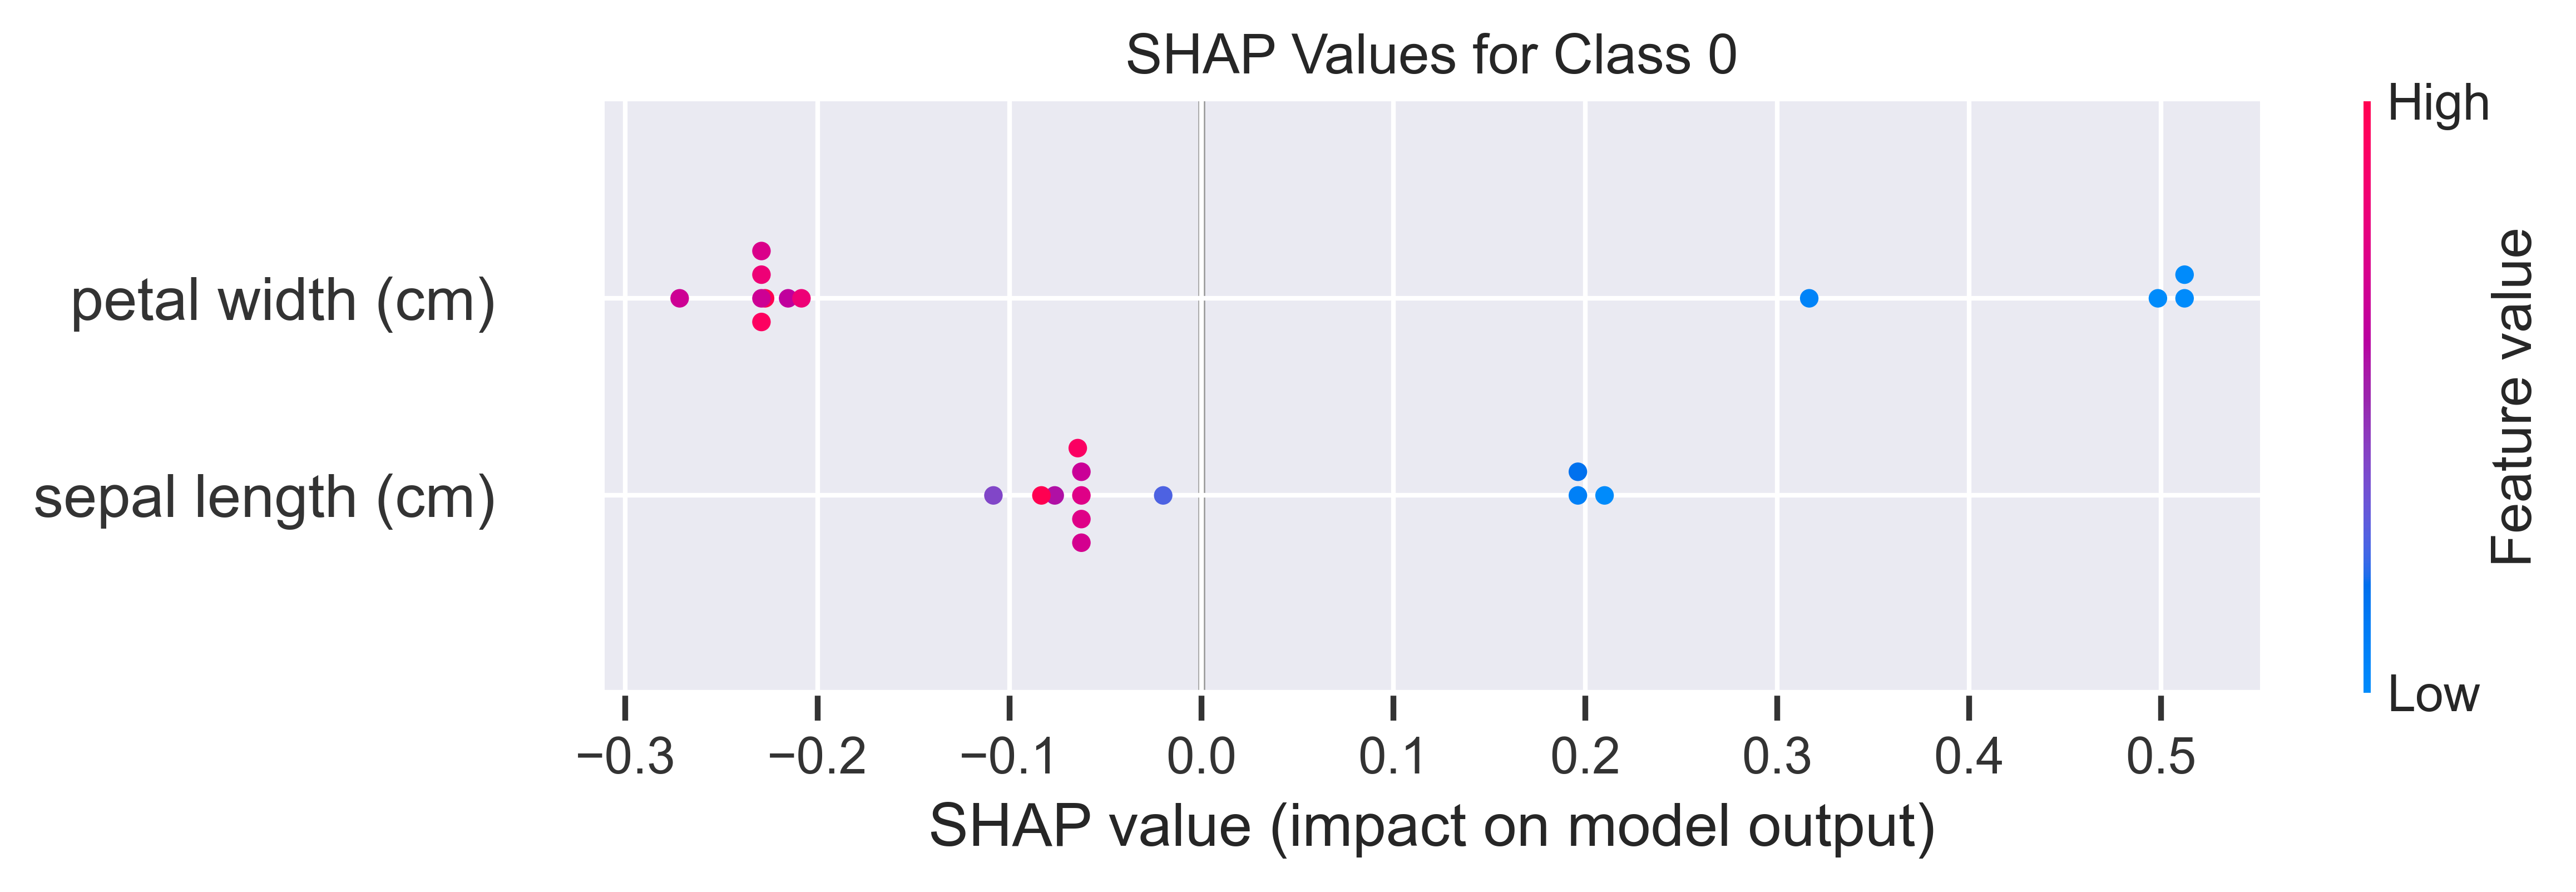 SHAP Values for Class 0
High
petal width (cm)
sepal length (cm)
Feature value
Low
−0.3 −0.2 −0.1 0.0 0.1 0.2 0.3 0.4 0.5
SHAP value (impact on model output)